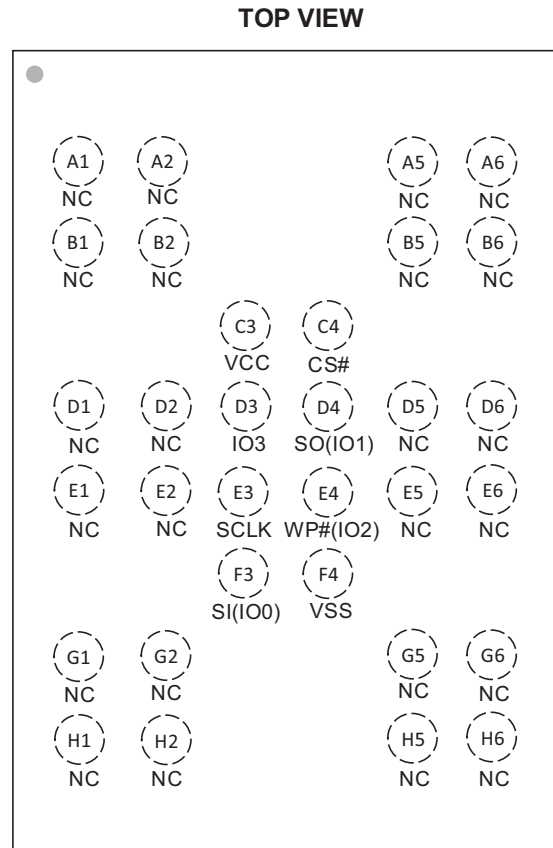 TOP VIEW
A1 A2 A5 A6
NC NC NC NC
B1 B2 B5 B6
NC NC NC NC
C3 C4
VCC CS#
D1 D2 D3 D4 D5 D6
NC NC IO3 SO(IO1) NC NC
E1 E2 E3 E4 E5 E6
NC NC SCLK WP#(IO2) NC NC
F3 F4
SI(IO0) VSS
G1 G2 G5 G6
NC NC NC NC
H1 H2 H5 H6
NC NC NC NC